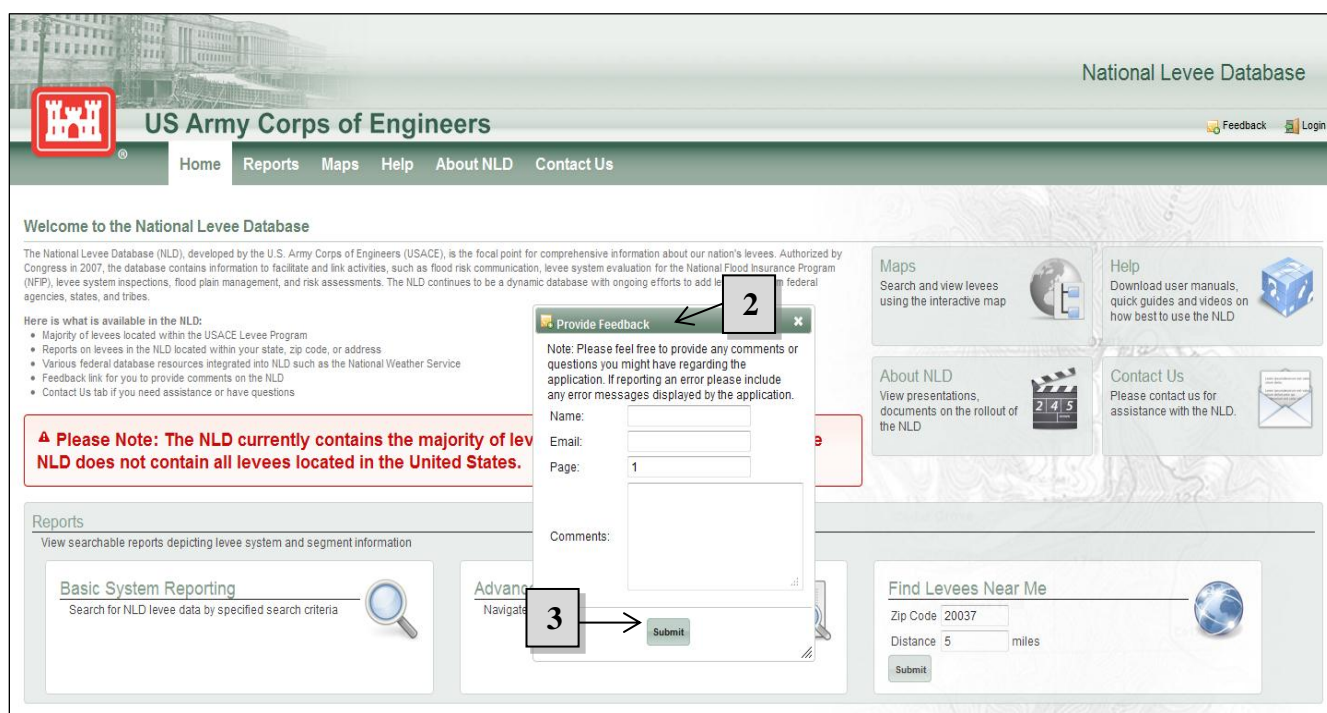 National Levee Database
US Army Corps of Engineers
®
Feedback Login
Home Reports Maps Help About NLD Contact Us
Welcome to the National Levee Database
The National Levee Database (NLD), developed by the U.S. Army Corps of Engineers (USACE), is the focal point for comprehensive information about our nation's levees. Authorized by
Congress in 2007, the database contains information to facilitate and link activities, such as flood risk communication, levee system evaluation for the National Flood Insurance Program
(NFIP), levee system inspections, flood plain management, and risk assessments. The NLD continues to be a dynamic database with ongoing efforts to add le m federal
agencies, states, and tribes.
Here is what is available in the NLD:
Majority of levees located within the USACE Levee Program
Reports on levees in the NLD located within your state, zip code, or address
Various federal database resources integrated into NLD such as the National Weather Service
Feedback link for you to provide comments on the NLD
Contact Us tab if you need assistance or have questions
Please Note: The NLD currently contains the majority of lev e
NLD does not contain all levees located in the United States.
Maps
Search and view levees
using the interactive map
Help
Download user manuals,
quick guides and videos on
how best to use the NLD
About NLD
View presentations,
documents on the rollout of
the NLD
2 4 5
Contact Us
Please contact us for
assistance with the NLD.
2
Provide Feedback
Note: Please feel free to provide any comments or
questions you might have regarding the
application. If reporting an error please include
any error messages displayed by the application.
Name:
Email:
Page: 1
Comments:
3
Submit
Reports
View searchable reports depicting levee system and segment information
Basic System Reporting
Search for NLD levee data by specified search criteria
Advanc
Navigate
Find Levees Near Me
Zip Code 20037
Distance 5 miles
Submit